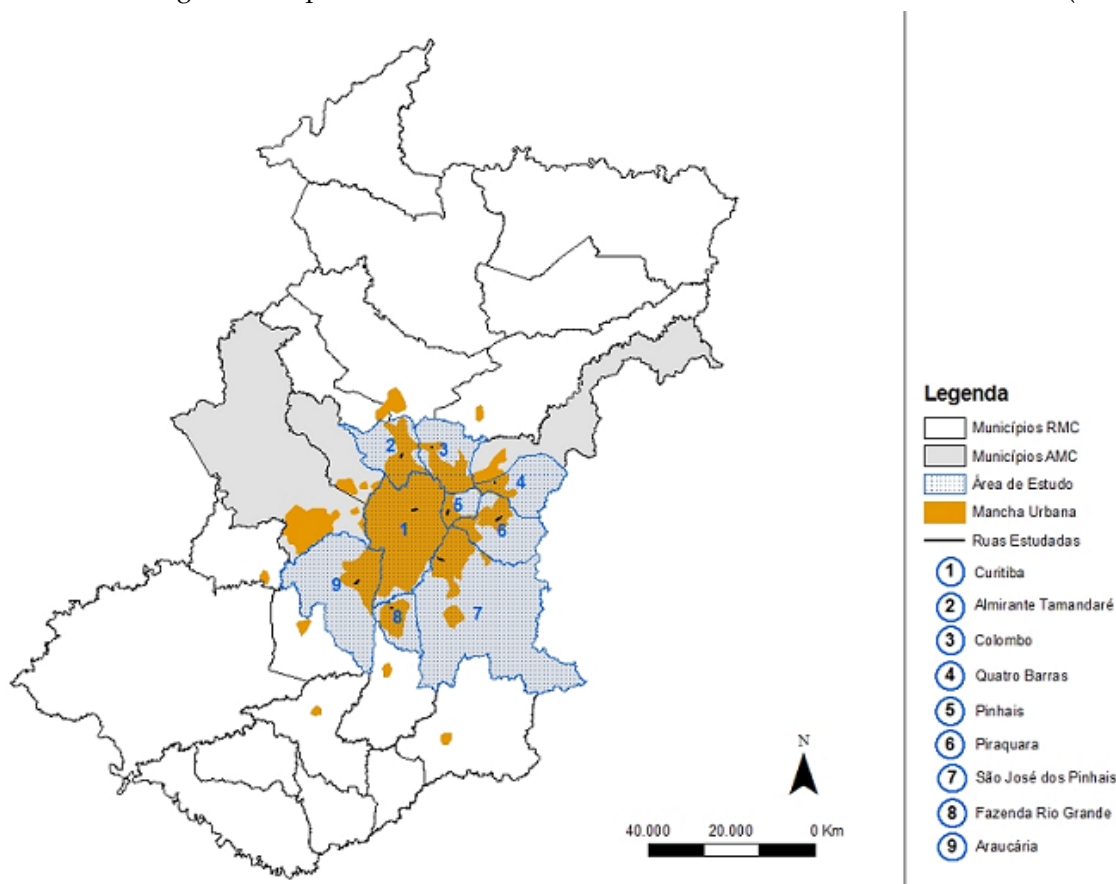 Legenda
Municípios RMC
Municípios AMC
Área de Estudo
Mancha Urbana
Ruas Estudadas
1 Curitiba
2 Almirante Tamandaré
3 Colombo
4 Quatro Barras
5 Pinhais
6 Piraquara
7 São José dos Pinhais
8 Fazenda Rio Grande
9 Araucária
2
3
4
5
1
6
9
8
7
N
40.000 20.000 0 Km